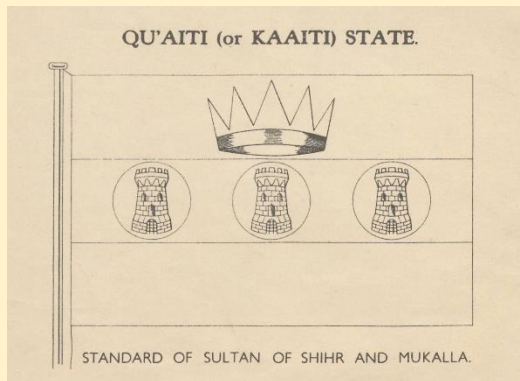 QU'AITI (or KAAITI) STATE.
STANDARD OF SULTAN OF SHIHR AND MUKALLA.